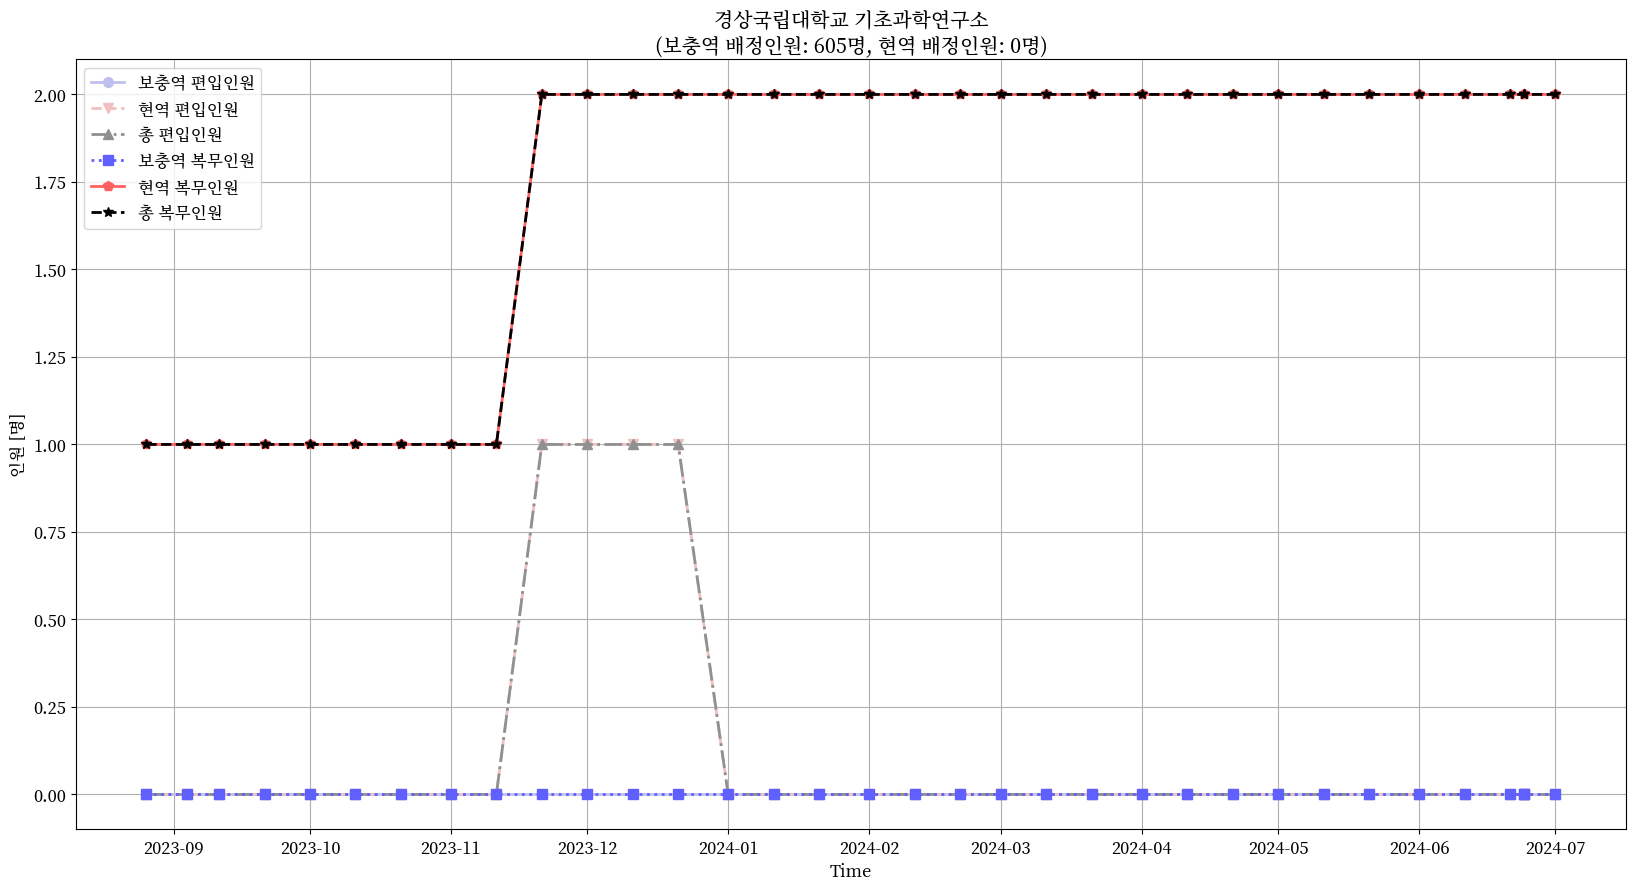 경상국립대학교 기초과학연구소
(보충역 배정인원: 605명, 현역 배정인원: 0명)
보충역 편입인원
현역 편입인원
총 편입인원
보충역 복무인원
현역 복무인원
총 복무인원
2.00
1.75
1.50
1.25
1.00
0.75
0.50
0.25
0.00
인원 [명]
2023-09 2023-10 2023-11 2023-12 2024-01 2024-02 2024-03 2024-04 2024-05 2024-06 2024-07
Time